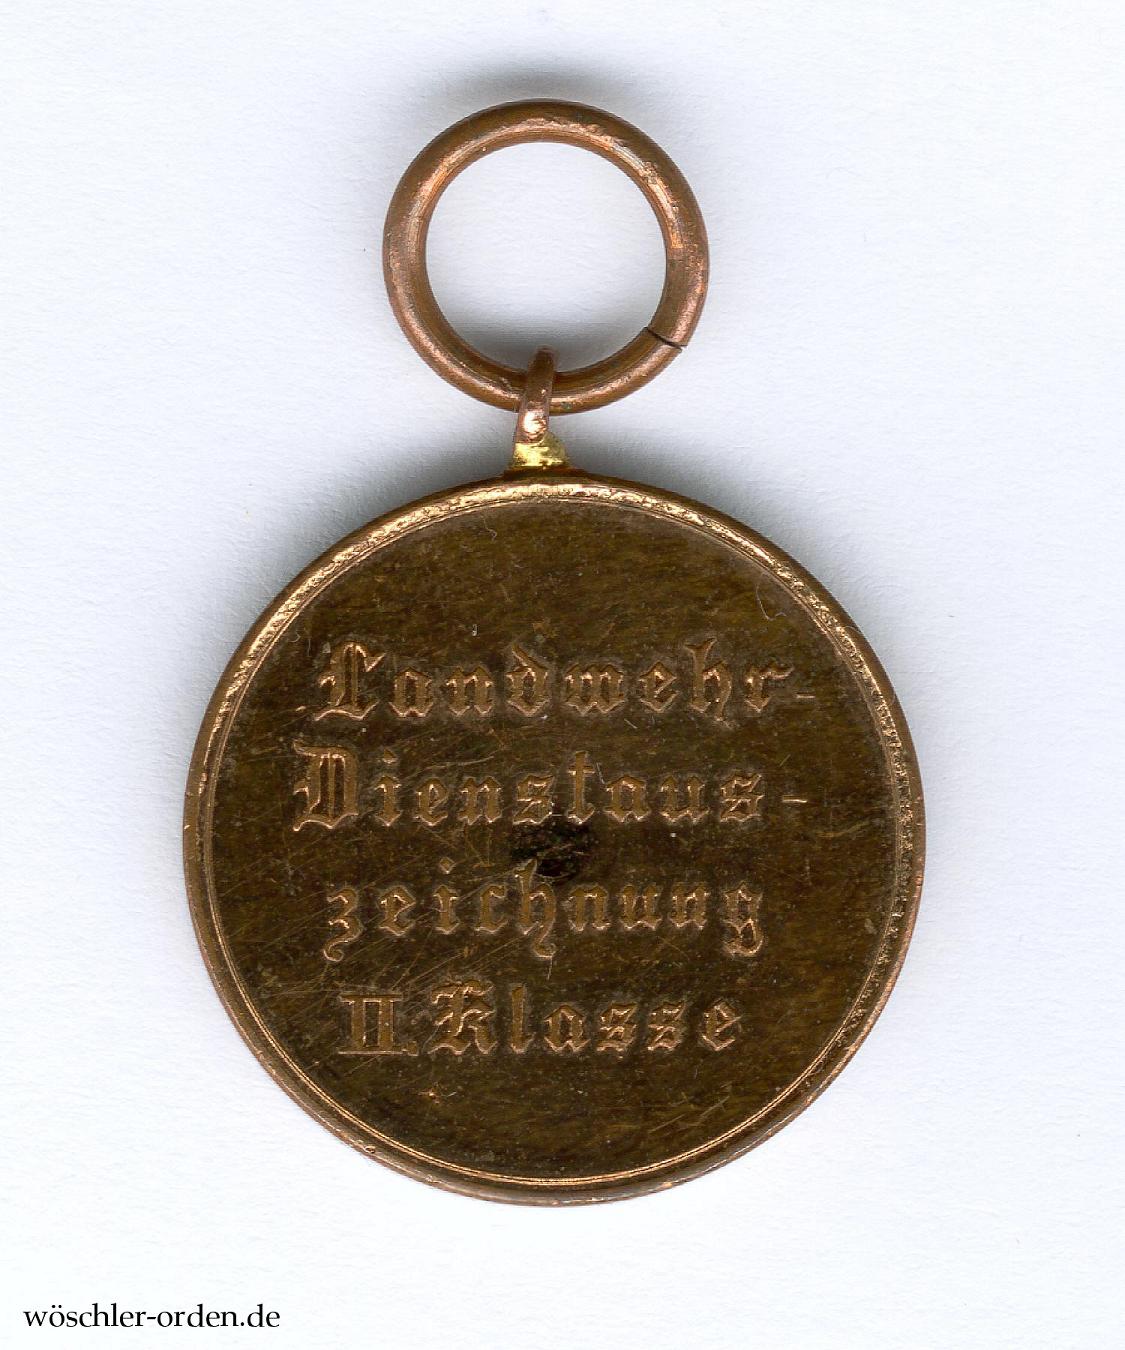 Landwehr-
Dienstaus-
zeichnung
II. Klasse
wöschler-orden.de